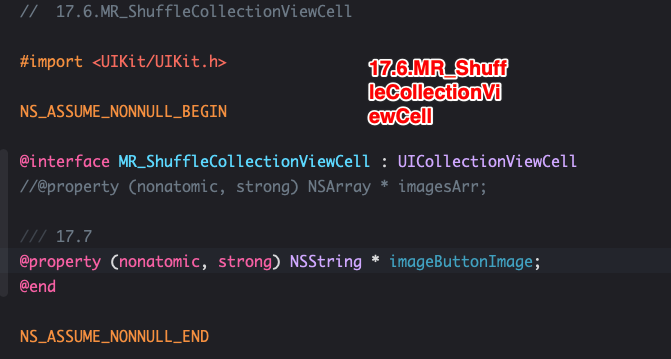 //  17.6.MR_ShuffleCollectionViewCell
#import <UIKit/UIKit.h>
17.6.MR_Shuff
leCollectionVi
ewCell
NS_ASSUME_NONNULL_BEGIN
@interface MR_ShuffleCollectionViewCell : UICollectionViewCell
//@property (nonatomic, strong) NSArray * imagesArr;
/// 17.7
@property (nonatomic, strong) NSString * imageButtonImage;
@end
NS_ASSUME_NONNULL_END